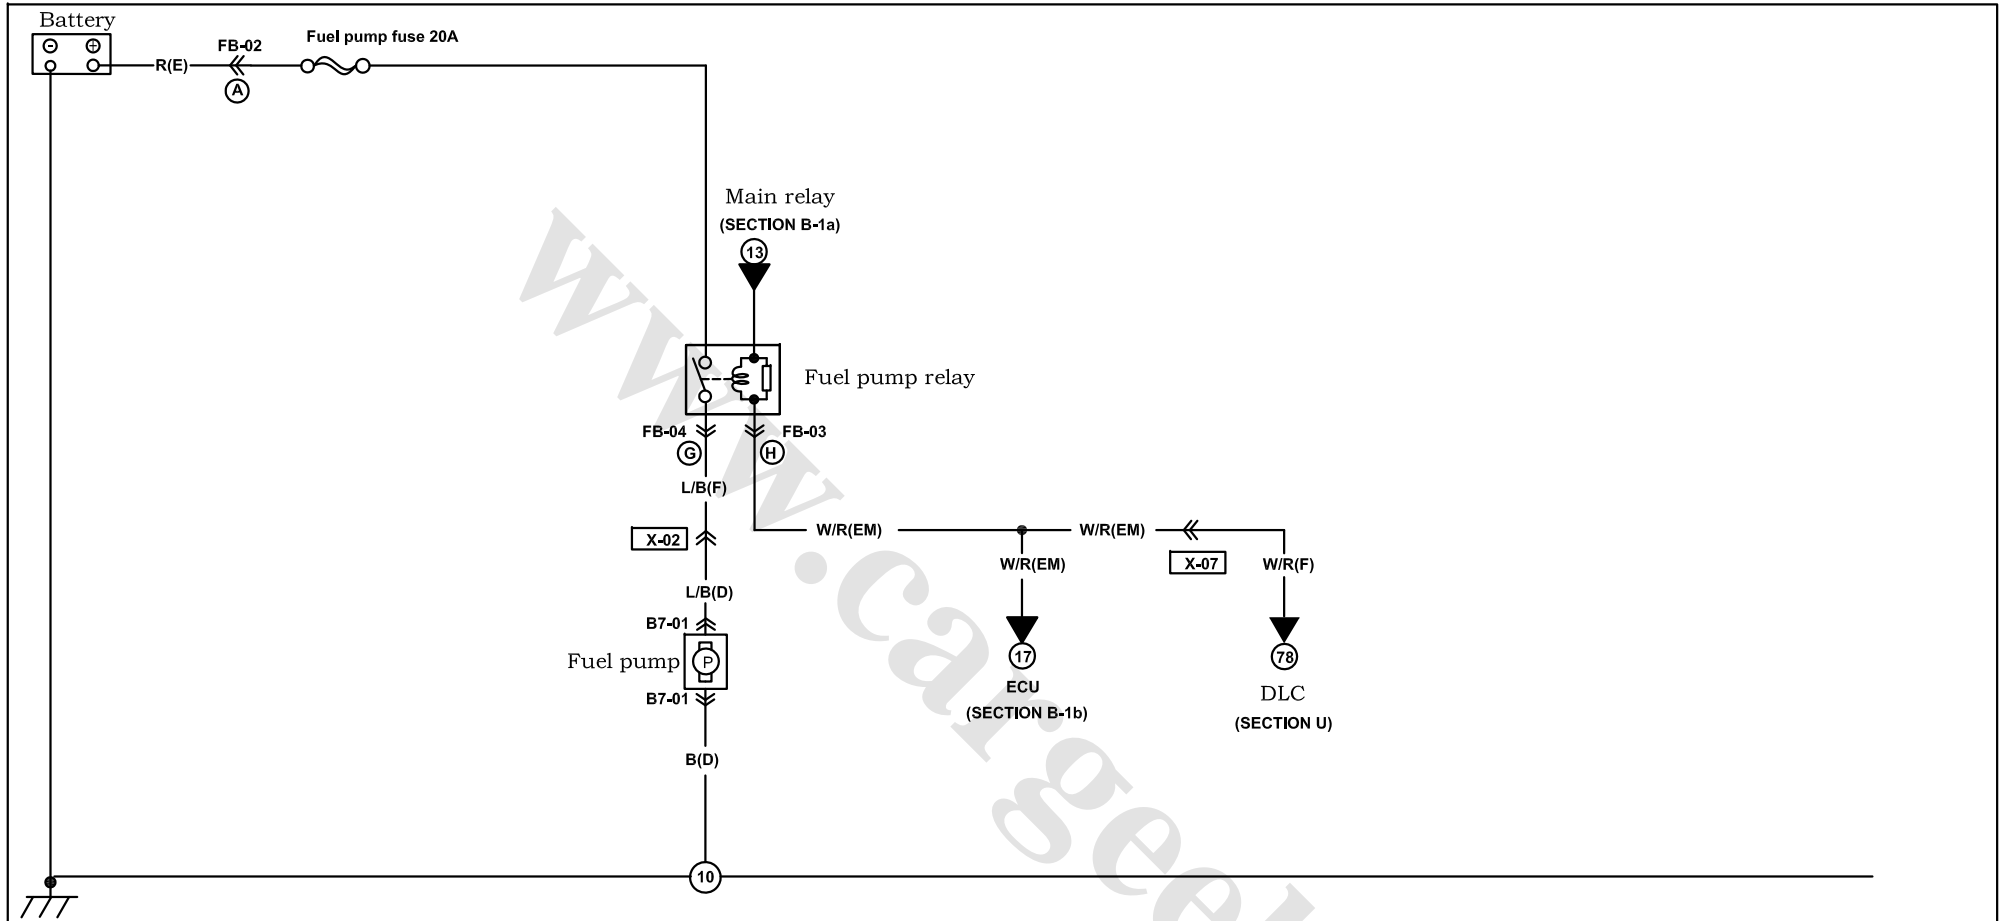 Battery
FB-02
Fuel pump fuse 20A
R(E)
A
Main relay
(SECTION B-1a)
13
Fuel pump relay
FB-04
FB-03
G
H
L/B(F)
W/R(EM)
W/R(EM)
X-02
W/R(EM)
X-07
W/R(F)
L/B(D)
B7-01
Fuel pump
P
17
78
B7-01
ECU
DLC
(SECTION B-1b)
(SECTION U)
B(D)
10
www.cargeek